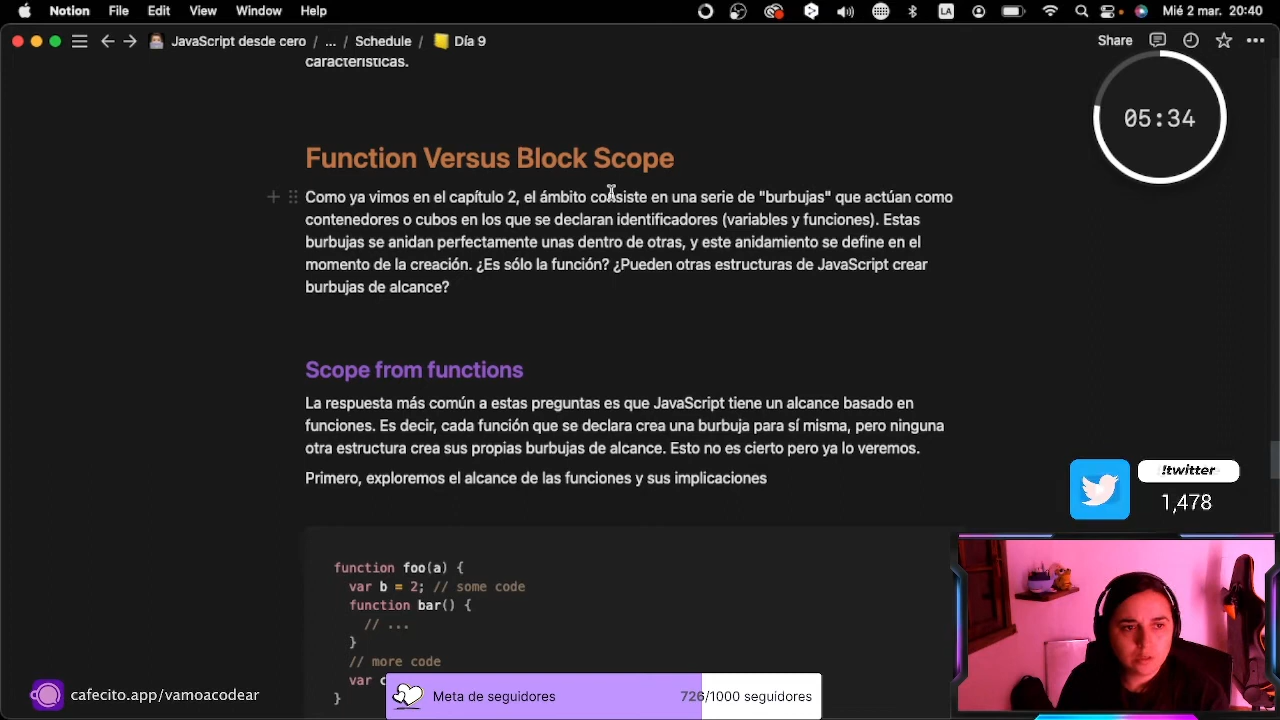 Notion File Edit View Window Help LA Mié 2 mar. 20:40
JavaScript desde cero / ... / Schedule / Día 9 Share
características.
05:34
Function Versus Block Scope
Como ya vimos en el capítulo 2, el ámbito consiste en una serie de "burbujas" que actúan como
contenedores o cubos en los que se declaran identificadores (variables y funciones). Estas
burbujas se anidan perfectamente unas dentro de otras, y este anidamiento se define en el
momento de la creación. ¿Es sólo la función? ¿Pueden otras estructuras de JavaScript crear
burbujas de alcance?
Scope from functions
La respuesta más común a estas preguntas es que JavaScript tiene un alcance basado en
funciones. Es decir, cada función que se declara crea una burbuja para sí misma, pero ninguna
otra estructura crea sus propias burbujas de alcance. Esto no es cierto pero ya lo veremos.
Primero, exploremos el alcance de las funciones y sus implicaciones
!twitter
1,478
function foo(a) {
var b = 2; // some code
function bar() {
// ...
}
// more code
var
}
cafecito.app/vamoacodear
Meta de seguidores 726/1000 seguidores